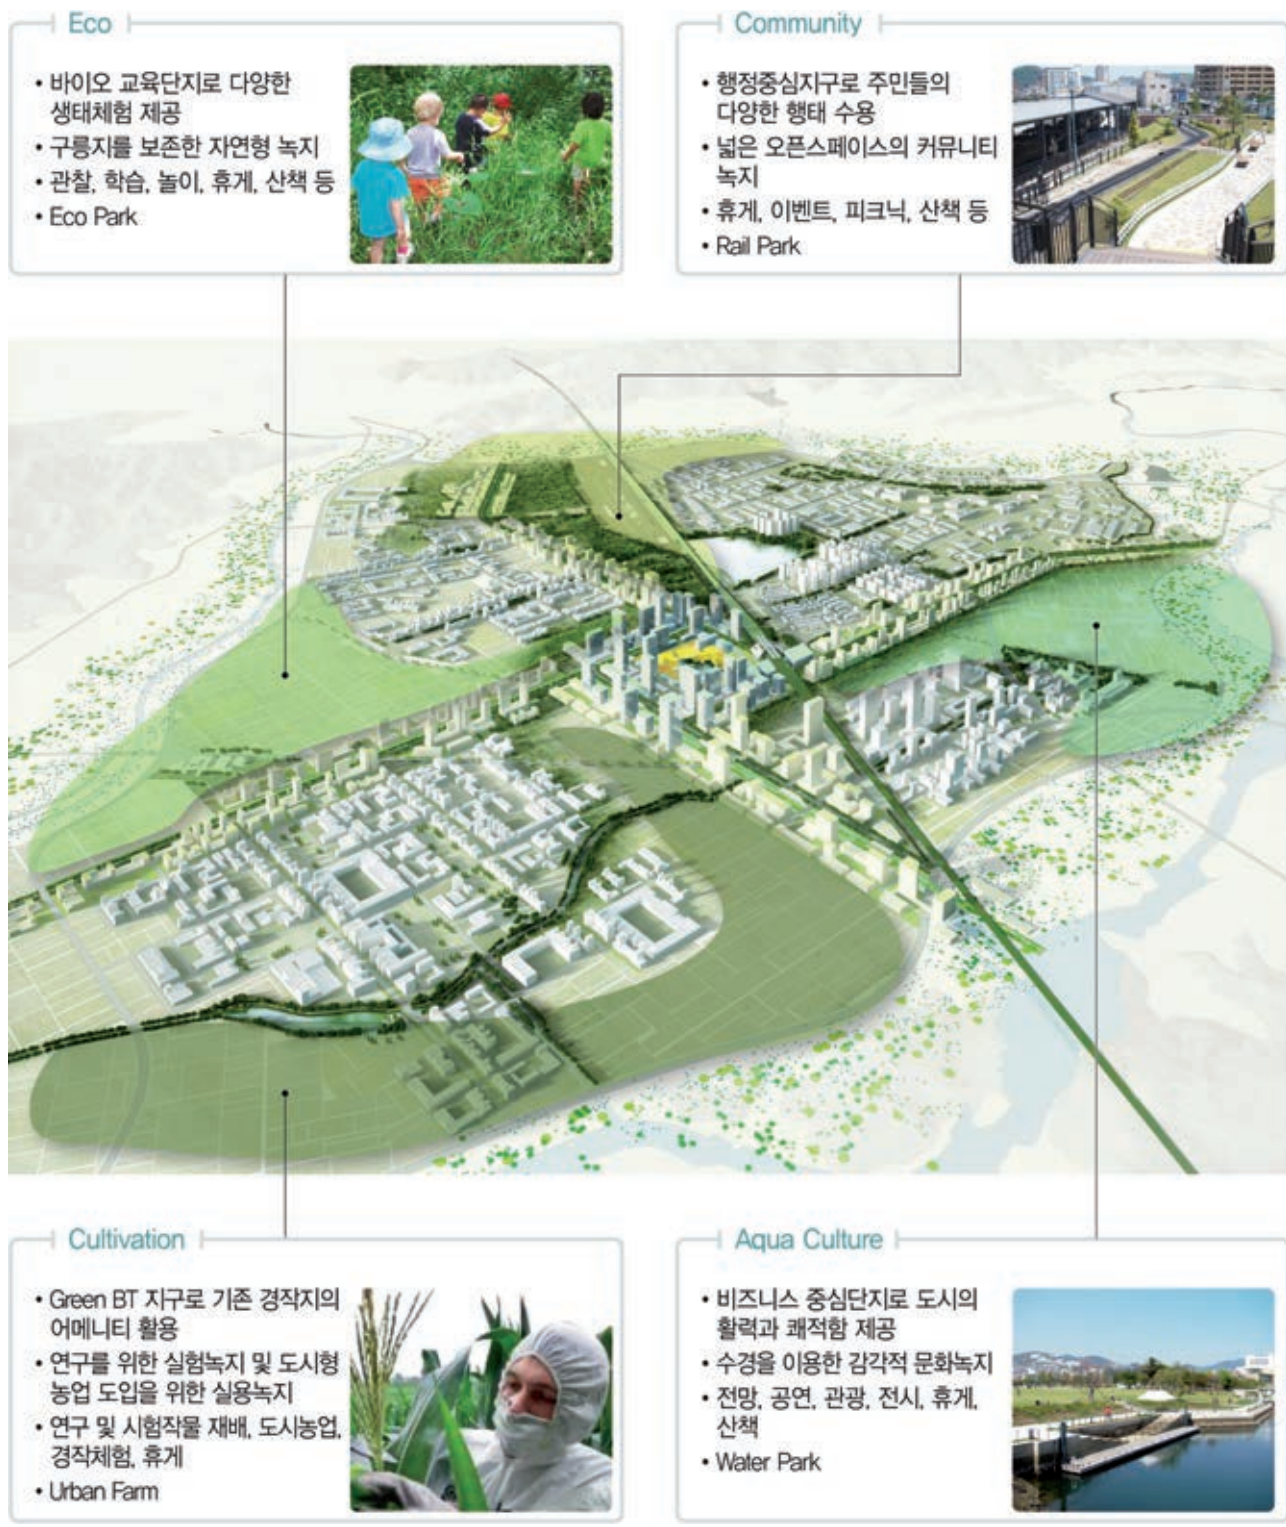 Eco
• 바이오 교육단지로 다양한
생태체험 제공
• 구릉지를 보존한 자연형 녹지
• 관찰, 학습, 놀이, 휴게, 산책 등
• Eco Park
Community
• 행정중심지구로 주민들의
다양한 행태 수용
• 넓은 오픈스페이스의 커뮤니티
녹지
• 휴게, 이벤트, 피크닉, 산책 등
• Rail Park
Cultivation
• Green BT 지구로 기존 경작지의
어메니티 활용
• 연구를 위한 실험녹지 및 도시형
농업 도입을 위한 실용녹지
• 연구 및 시험작물 재배, 도시농업,
경작체험, 휴게
• Urban Farm
Aqua Culture
• 비즈니스 중심단지로 도시의
활력과 쾌적함 제공
• 수경을 이용한 감각적 문화녹지
• 전망, 공연, 관광, 전시, 휴게,
산책
• Water Park